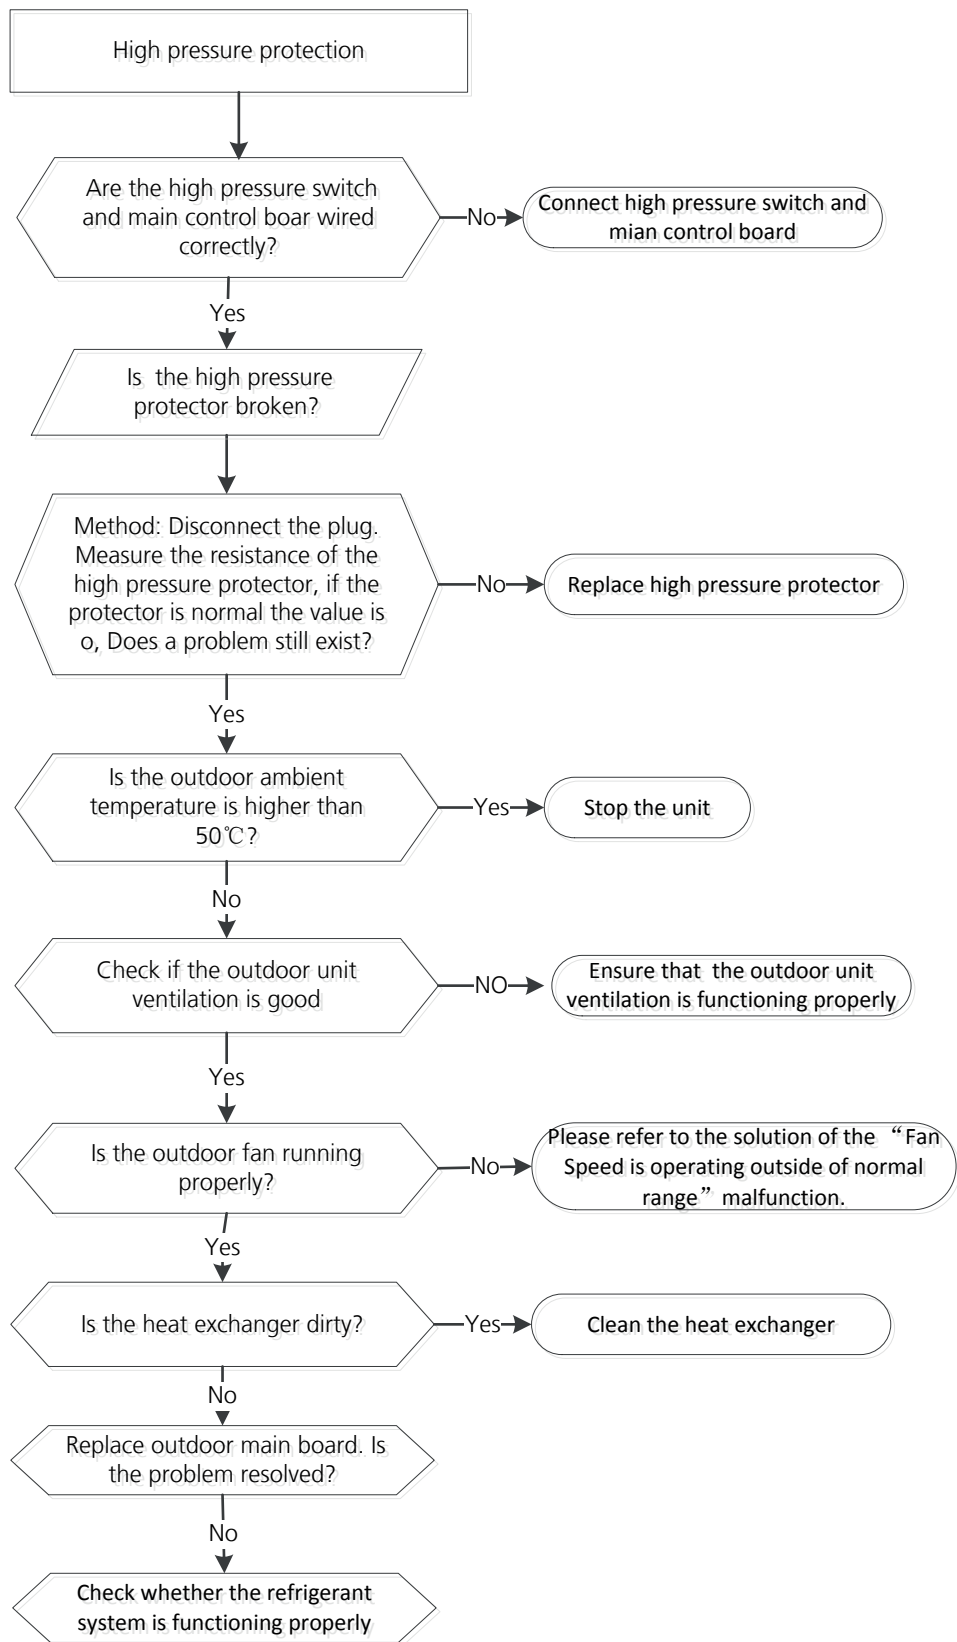 High pressure protection
Are the high pressure switch
and main control boar wired
correctly?
No
Connect high pressure switch and
mian control board
Yes
Is the high pressure
protector broken?
Method: Disconnect the plug.
Measure the resistance of the
high pressure protector, if the
protector is normal the value is
o, Does a problem still exist?
No
Replace high pressure protector
Yes
Is the outdoor ambient
temperature is higher than
50℃?
Yes
Stop the unit
No
Check if the outdoor unit
ventilation is good
NO
Ensure that the outdoor unit
ventilation is functioning properly
Yes
Is the outdoor fan running
properly?
No
Please refer to the solution of the “Fan
Speed is operating outside of normal
range” malfunction.
Yes
Is the heat exchanger dirty?
Yes
Clean the heat exchanger
No
Replace outdoor main board. Is
the problem resolved?
No
Check whether the refrigerant
system is functioning properly